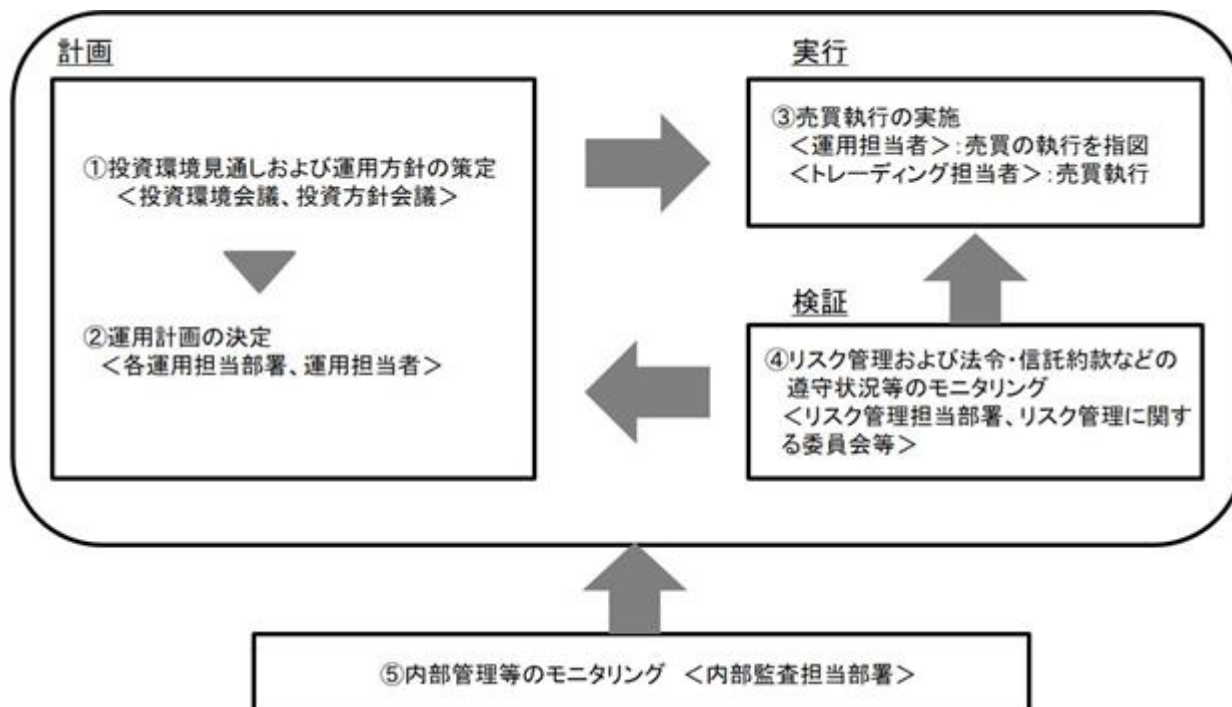 計画
①投資環境見通しおよび運用方針の策定
<投資環境会議、投資方針会議>
②運用計画の決定
<各運用担当部署、運用担当者>
実行
③売買執行の実施
<運用担当者>:売買の執行を指図
<トレーディング担当者>:売買執行
検証
④リスク管理および法令・信託約款などの
遵守状況等のモニタリング
<リスク管理担当部署、リスク管理に関す
る委員会等>
⑤内部管理等のモニタリング <内部監査担当部署>